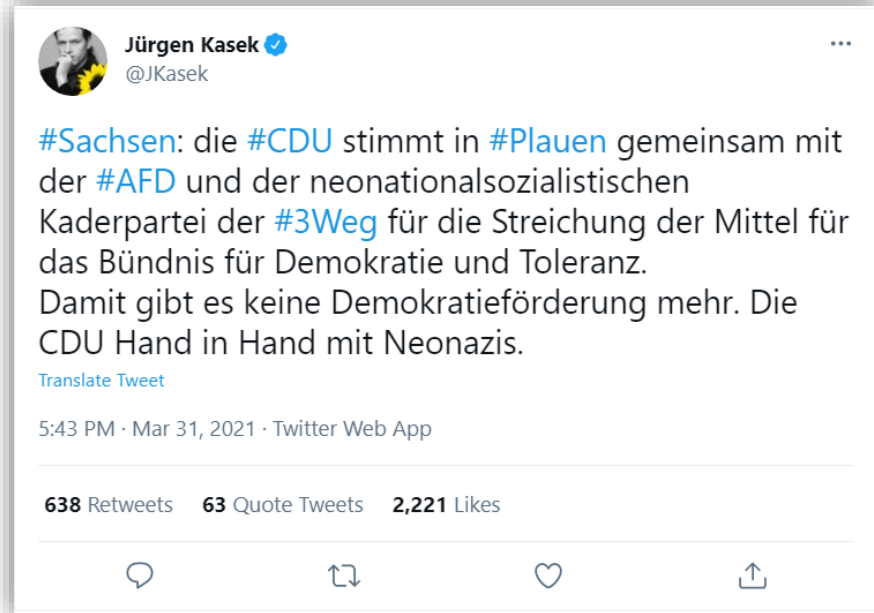 Jürgen Kasek
@JKasek
#Sachsen: die #CDU stimmt in #Plauen gemeinsam mit
der #AFD und der neonationalsozialistischen
Kaderpartei der #3Weg für die Streichung der Mittel für
das Bündnis für Demokratie und Toleranz.
Damit gibt es keine Demokratieförderung mehr. Die
CDU Hand in Hand mit Neonazis.
Translate Tweet
5:43 PM · Mar 31, 2021 · Twitter Web App
638 Retweets 63 Quote Tweets 2,221 Likes